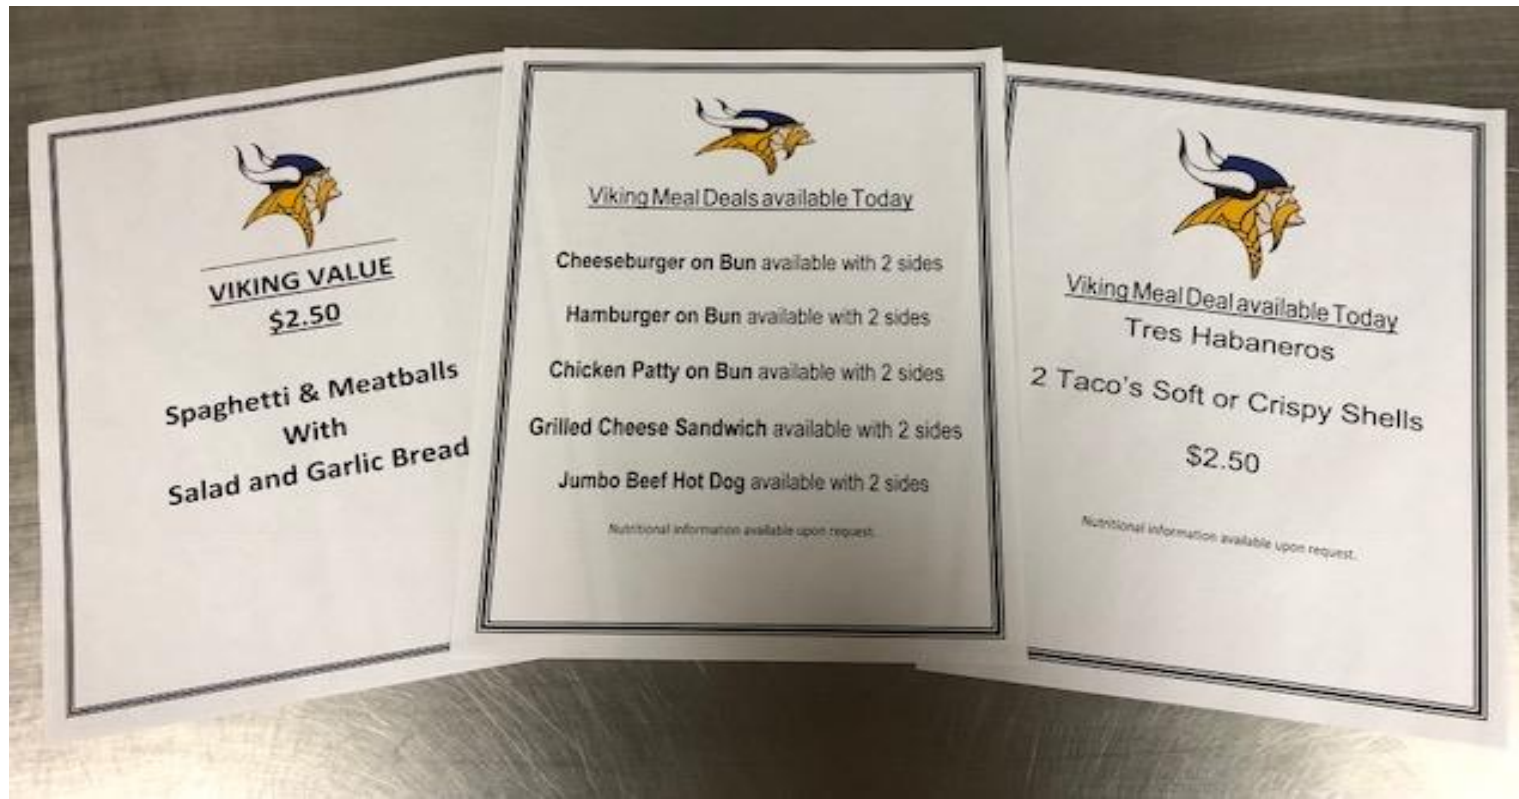 VIKING VALUE
$2.50
Spaghetti & Meatballs
With
Salad and Garlic Bread
Viking Meal Deals available Today
Cheeseburger on Bun available with 2 sides
Hamburger on Bun available with 2 sides
Chicken Patty on Bun available with 2 sides
Grilled Cheese Sandwich available with 2 sides
Jumbo Beef Hot Dog available with 2 sides
Nutritional information available upon request.
Viking Meal Deal available Today
Tres Habaneros
2 Taco's Soft or Crispy Shells
$2.50
Nutritional information available upon request.